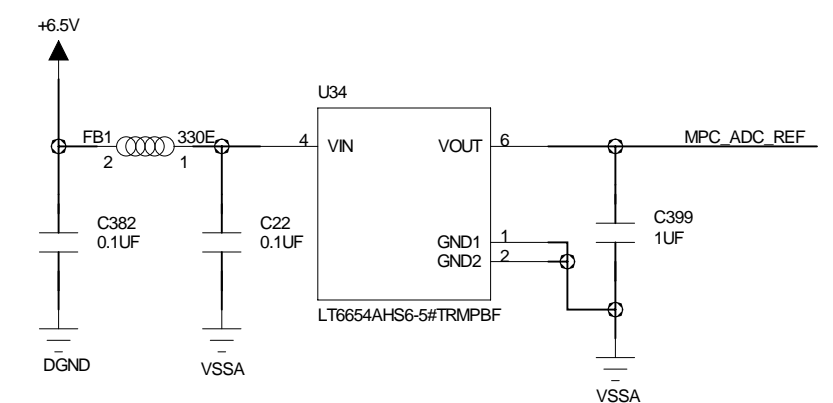 +6.5V
U34
FB1 330E 4 VIN VOUT 6 MPC_ADC_REF
2 1
C382
0.1UF
C22
0.1UF
C399
1UF
GND1 1
GND2 2
LT6654AHS6-5#TRMPBF
DGND
VSSA
VSSA